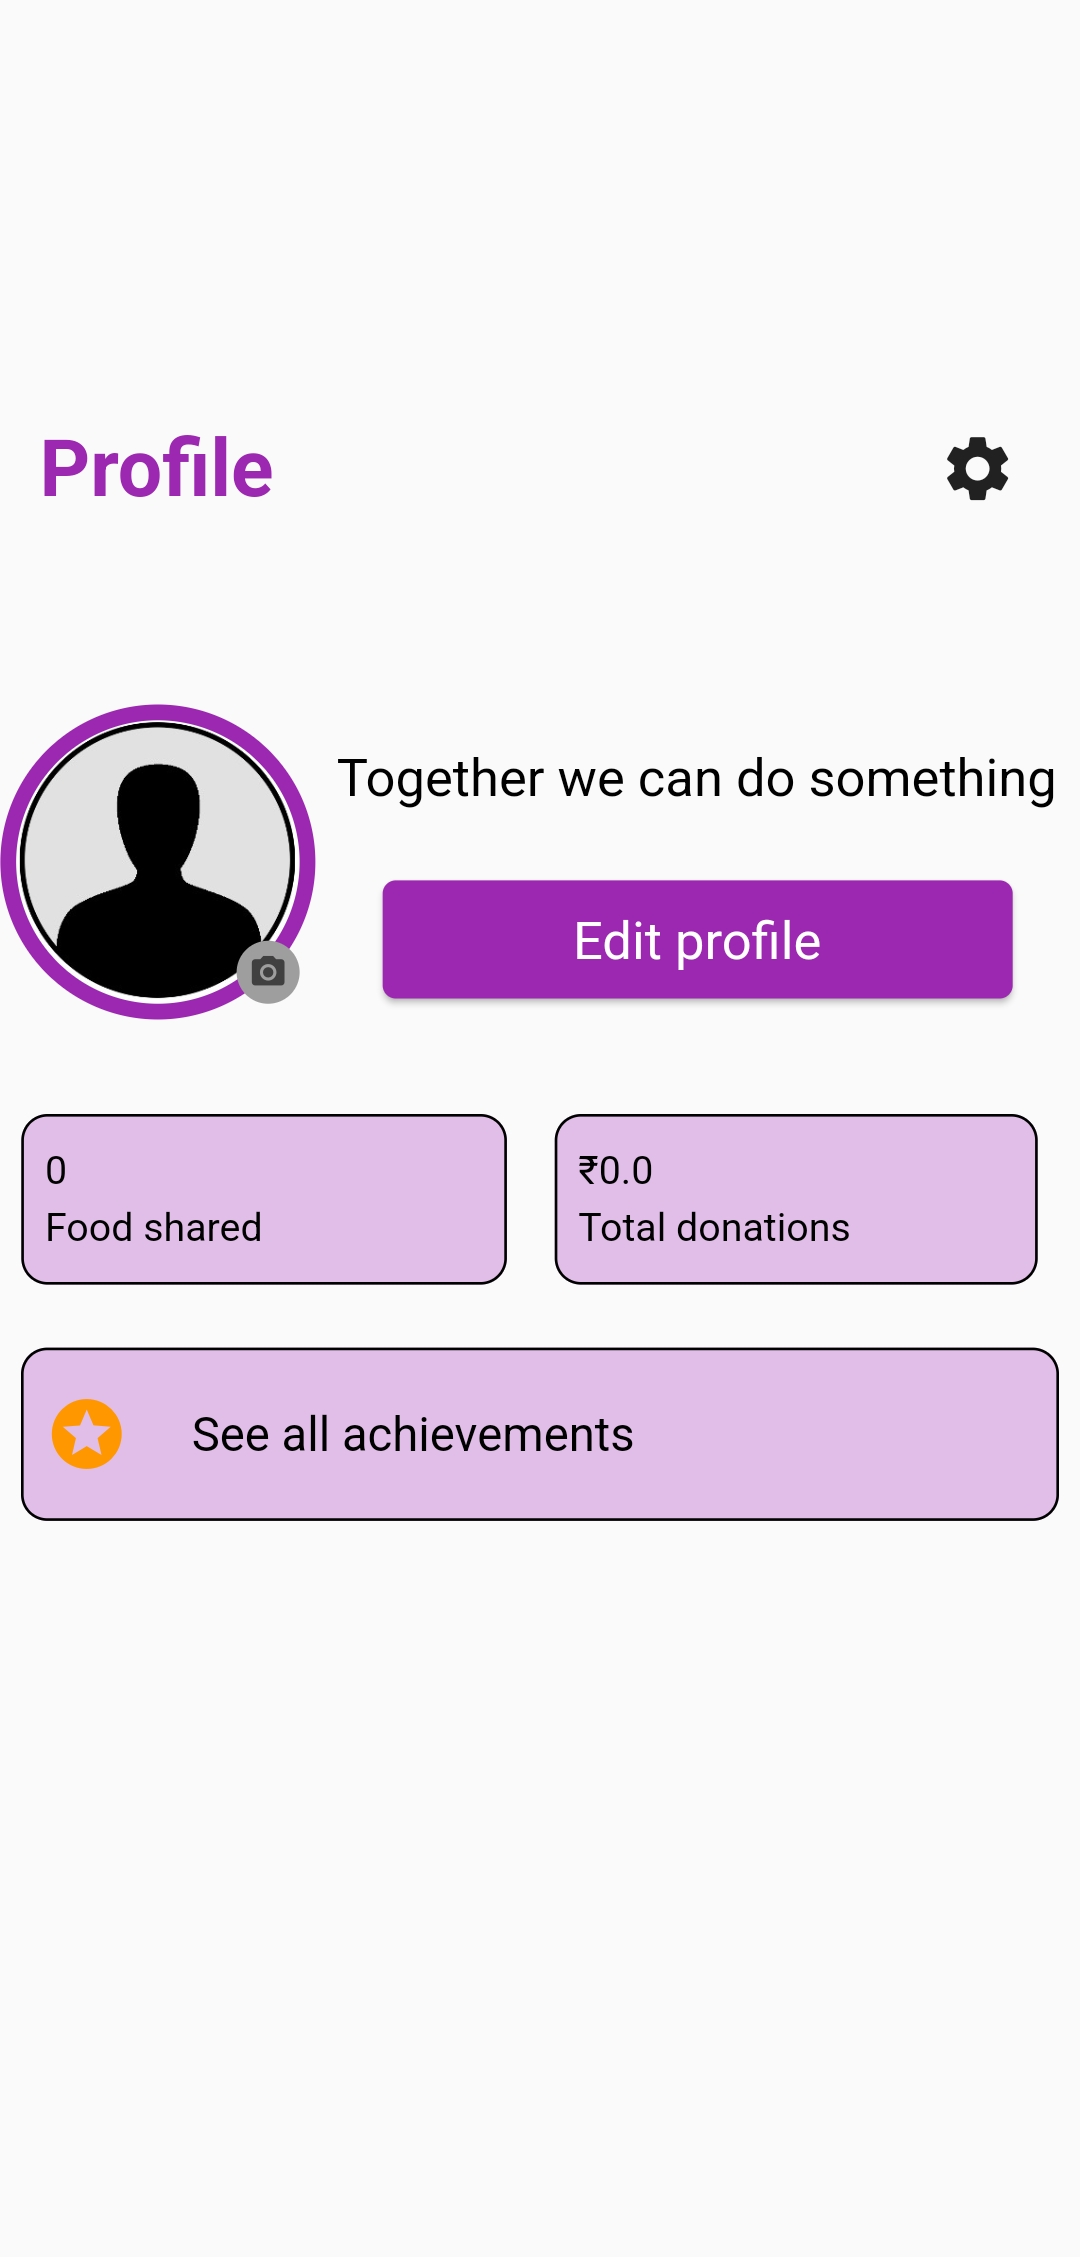 Profile
Together we can do something
Edit profile
0
Food shared
₹0.0
Total donations
See all achievements